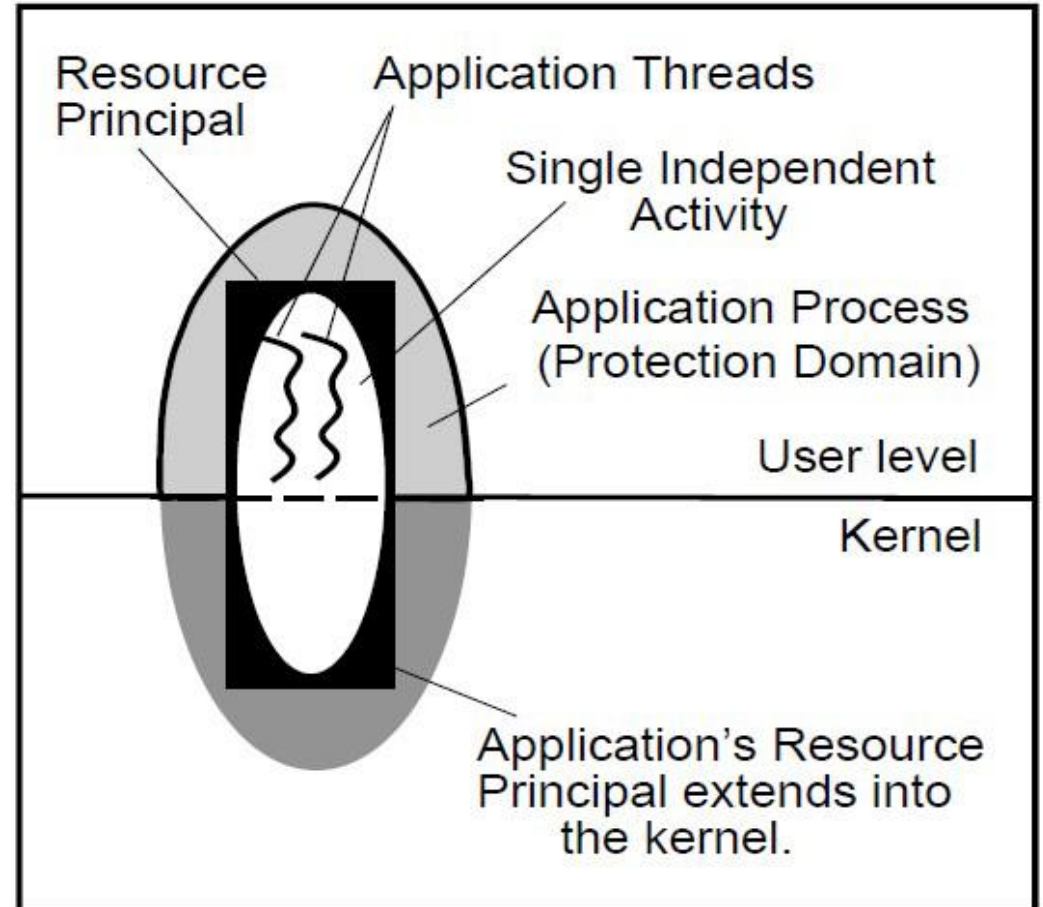 Resource
Principal
Application Threads
Single Independent
Activity
Application Process
(Protection Domain)
User level
Kernel
Application’s Resource
Principal extends into
the kernel.